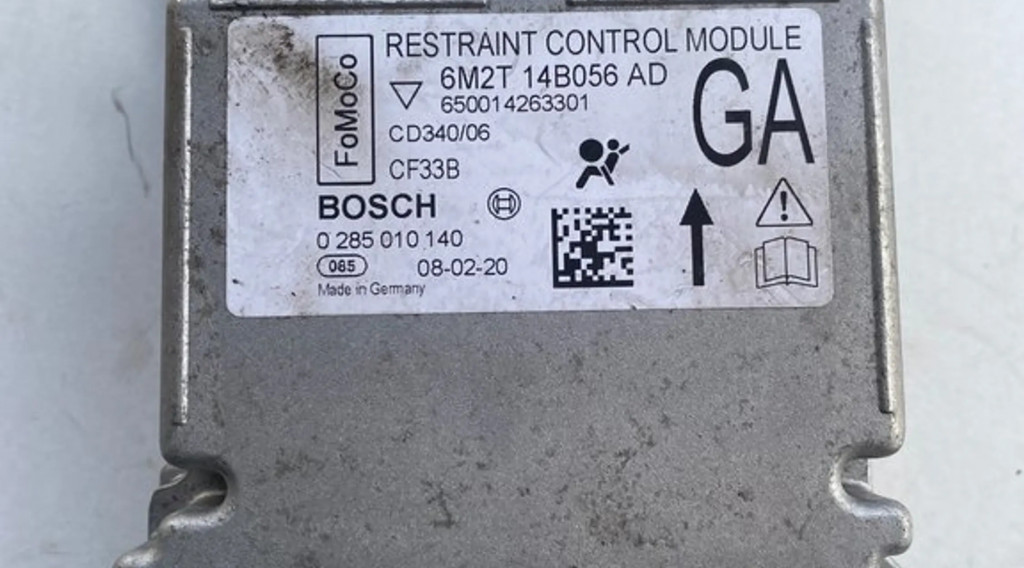 RESTRAINT CONTROL MODULE
FoMoCo
6M2T 14B056 AD
650014263301
GA
CD340/06
CF33B
BOSCH
0 285 010 140
085 08-02-20
Made in Germany